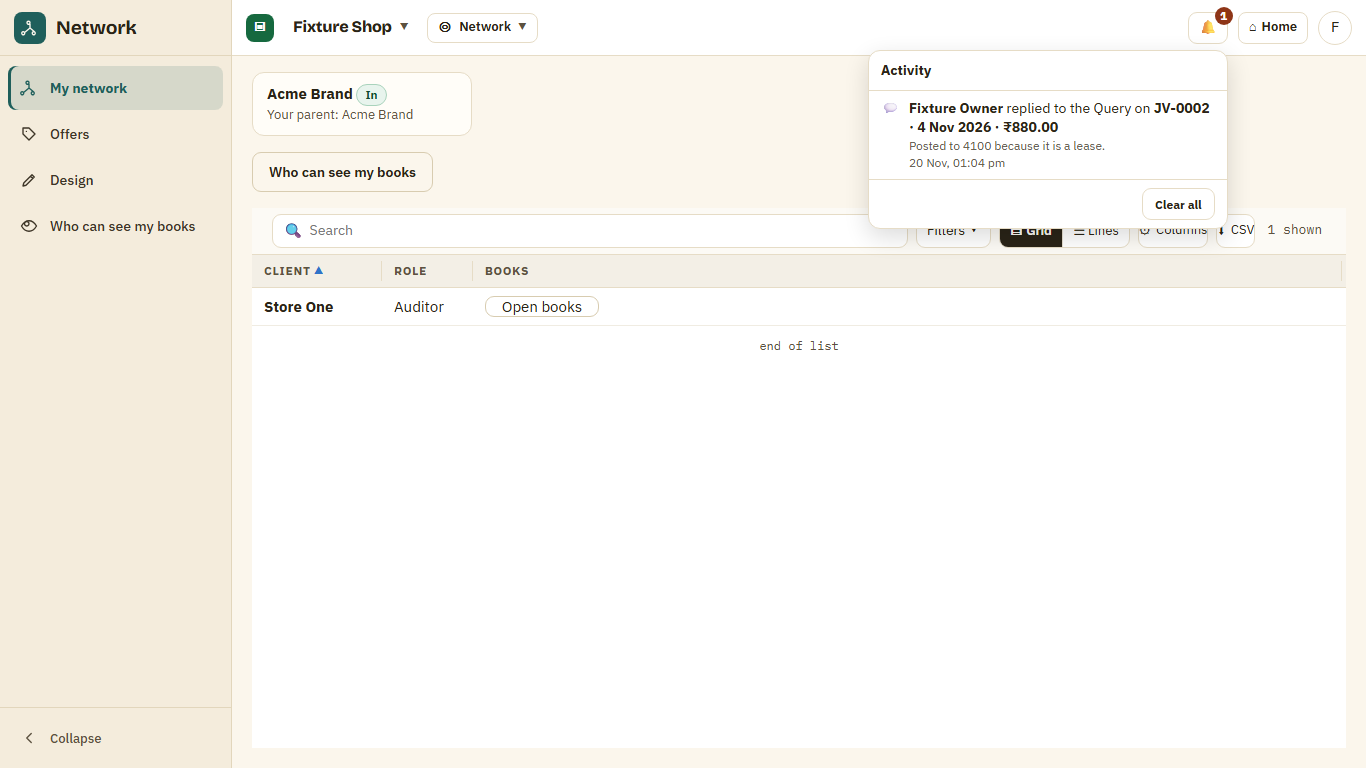 Network
Fixture Shop
Network
1
Home
F
My network
Offers
Design
Who can see my books
Collapse
Acme Brand In
Your parent: Acme Brand
Who can see my books
Activity
Fixture Owner replied to the Query on JV-0002
· 4 Nov 2026 · ₹880.00
Posted to 4100 because it is a lease.
20 Nov, 01:04 pm
Clear all
Search
Filters
Grid
Lines
Columns
CSV
1 shown
CLIENT
ROLE
BOOKS
Store One
Auditor
Open books
end of list